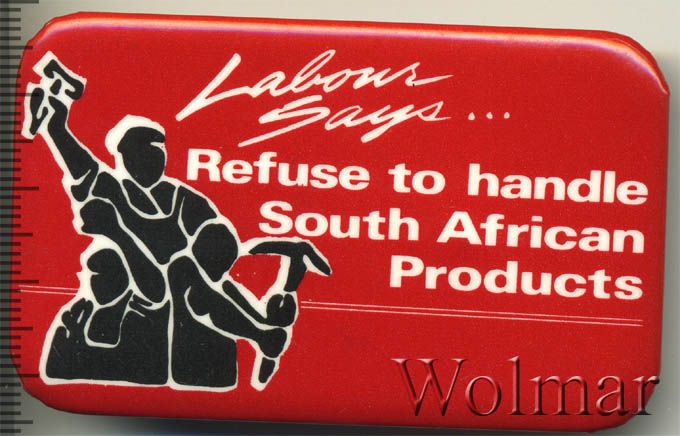 Labour
Says...
Refuse to handle
South African
Products
Wolmar